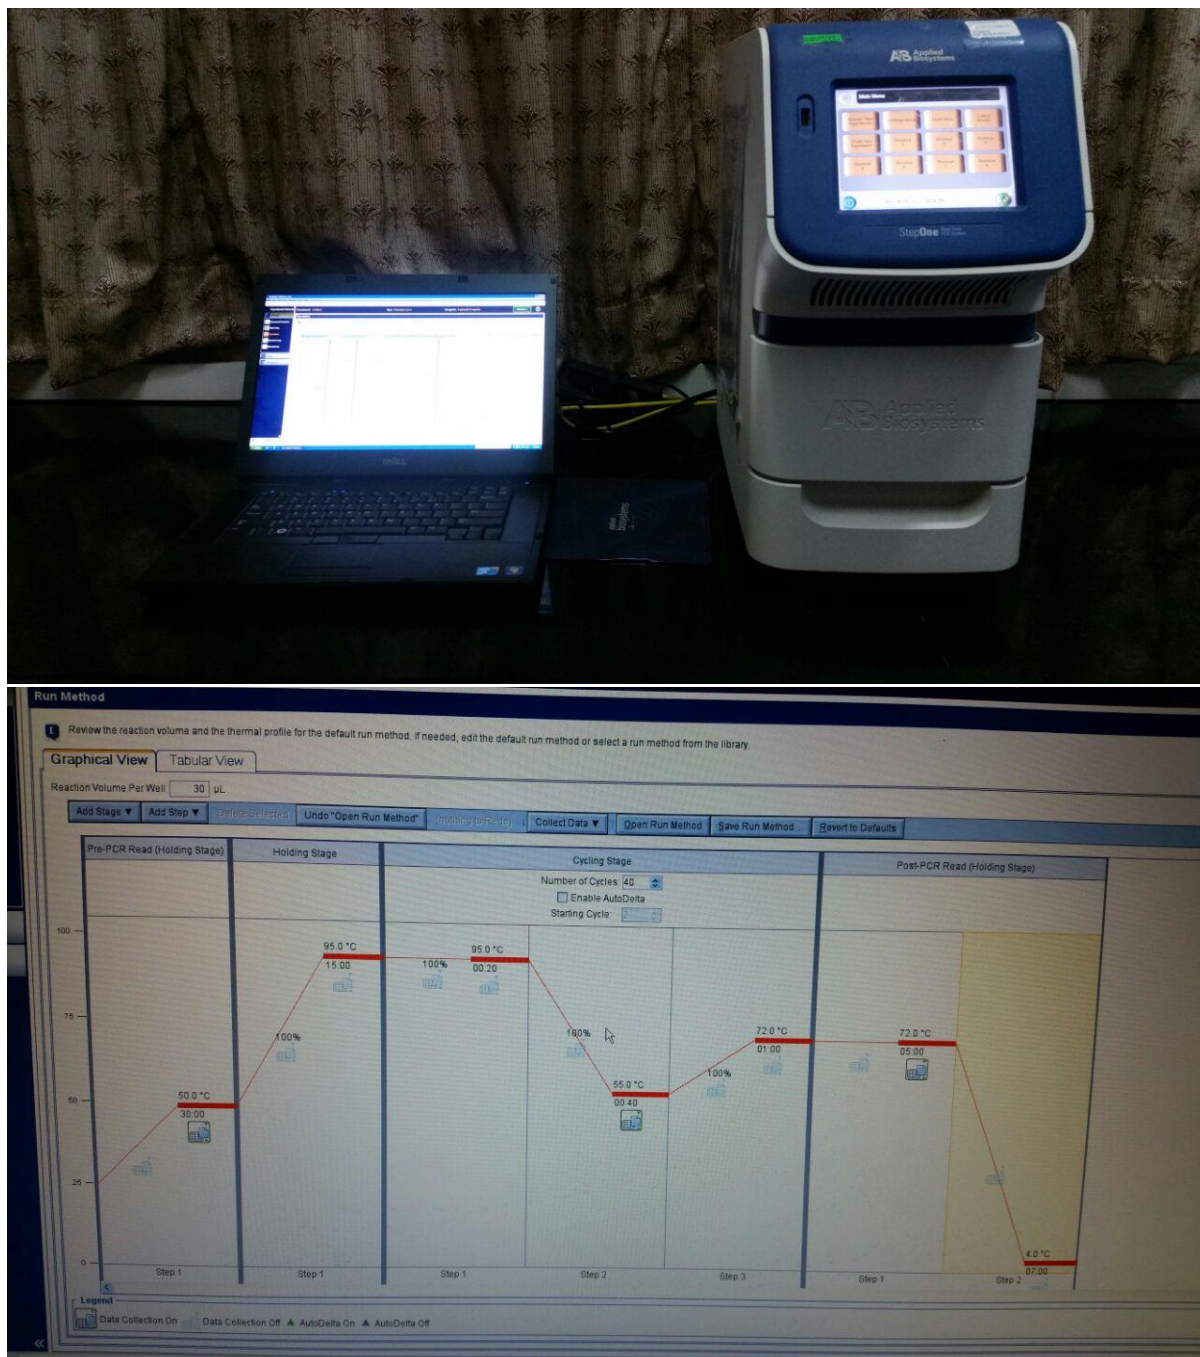 Applied
Biosystems
Main Menu
StepOne
Applied
Biosystems
DELL
applied
biosystems
Run Method
Review the reaction volume and the thermal profile for the default run method. If needed, edit the default run method or select a run method from the library.
Graphical View Tabular View
Reaction Volume Per Well 30 µL
Add Stage ▼ Add Step ▼ Delete Selected Undo "Open Run Method" Collect Data ▼ Open Run Method Save Run Method... Revert to Defaults
Pre-PCR Read (Holding Stage) Holding Stage Cycling Stage Post-PCR Read (Holding Stage)
Number of Cycles: 40
Enable AutoDelta
Starting Cycle:
100
75
50
25
0
50.0 °C
30:00
100%
95.0 °C
15:00
100%
95.0 °C
00:20
100%
55.0 °C
00:40
100%
72.0 °C
01:00
72.0 °C
05:00
4.0 °C
07:00
Step 1 Step 1 Step 1 Step 2 Step 3 Step 1 Step 2
Legend
Data Collection On Data Collection Off ▲ AutoDelta On ▲ AutoDelta Off